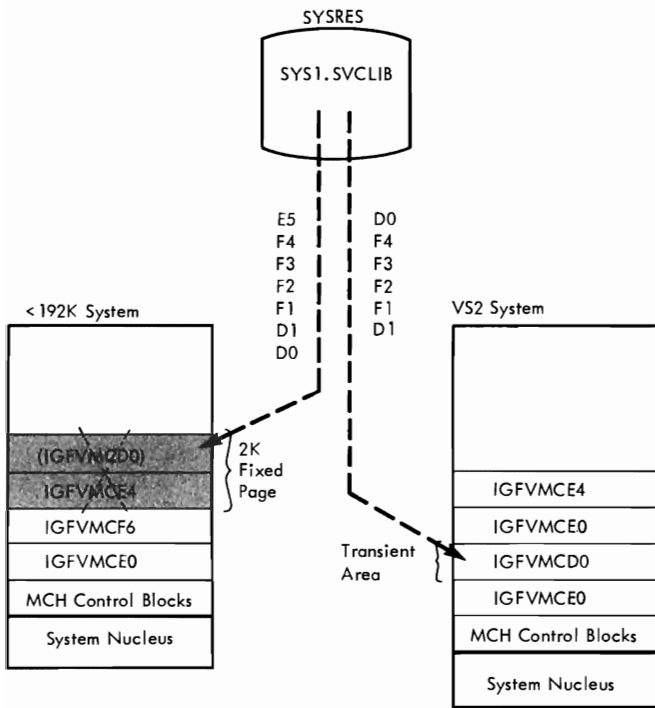 SYSRES
SYS1.SVCLIB
E5
F4
F3
F2
F1
D1
D0
D0
F4
F3
F2
F1
D1
<192K System
(IGFVMCD0)
IGFVMCE4
IGFVMCF6
IGFVMCE0
MCH Control Blocks
System Nucleus
2K
Fixed
Page
VS2 System
Transient
Area
IGFVMCE4
IGFVMCE0
IGFVMCD0
IGFVMCE0
MCH Control Blocks
System Nucleus